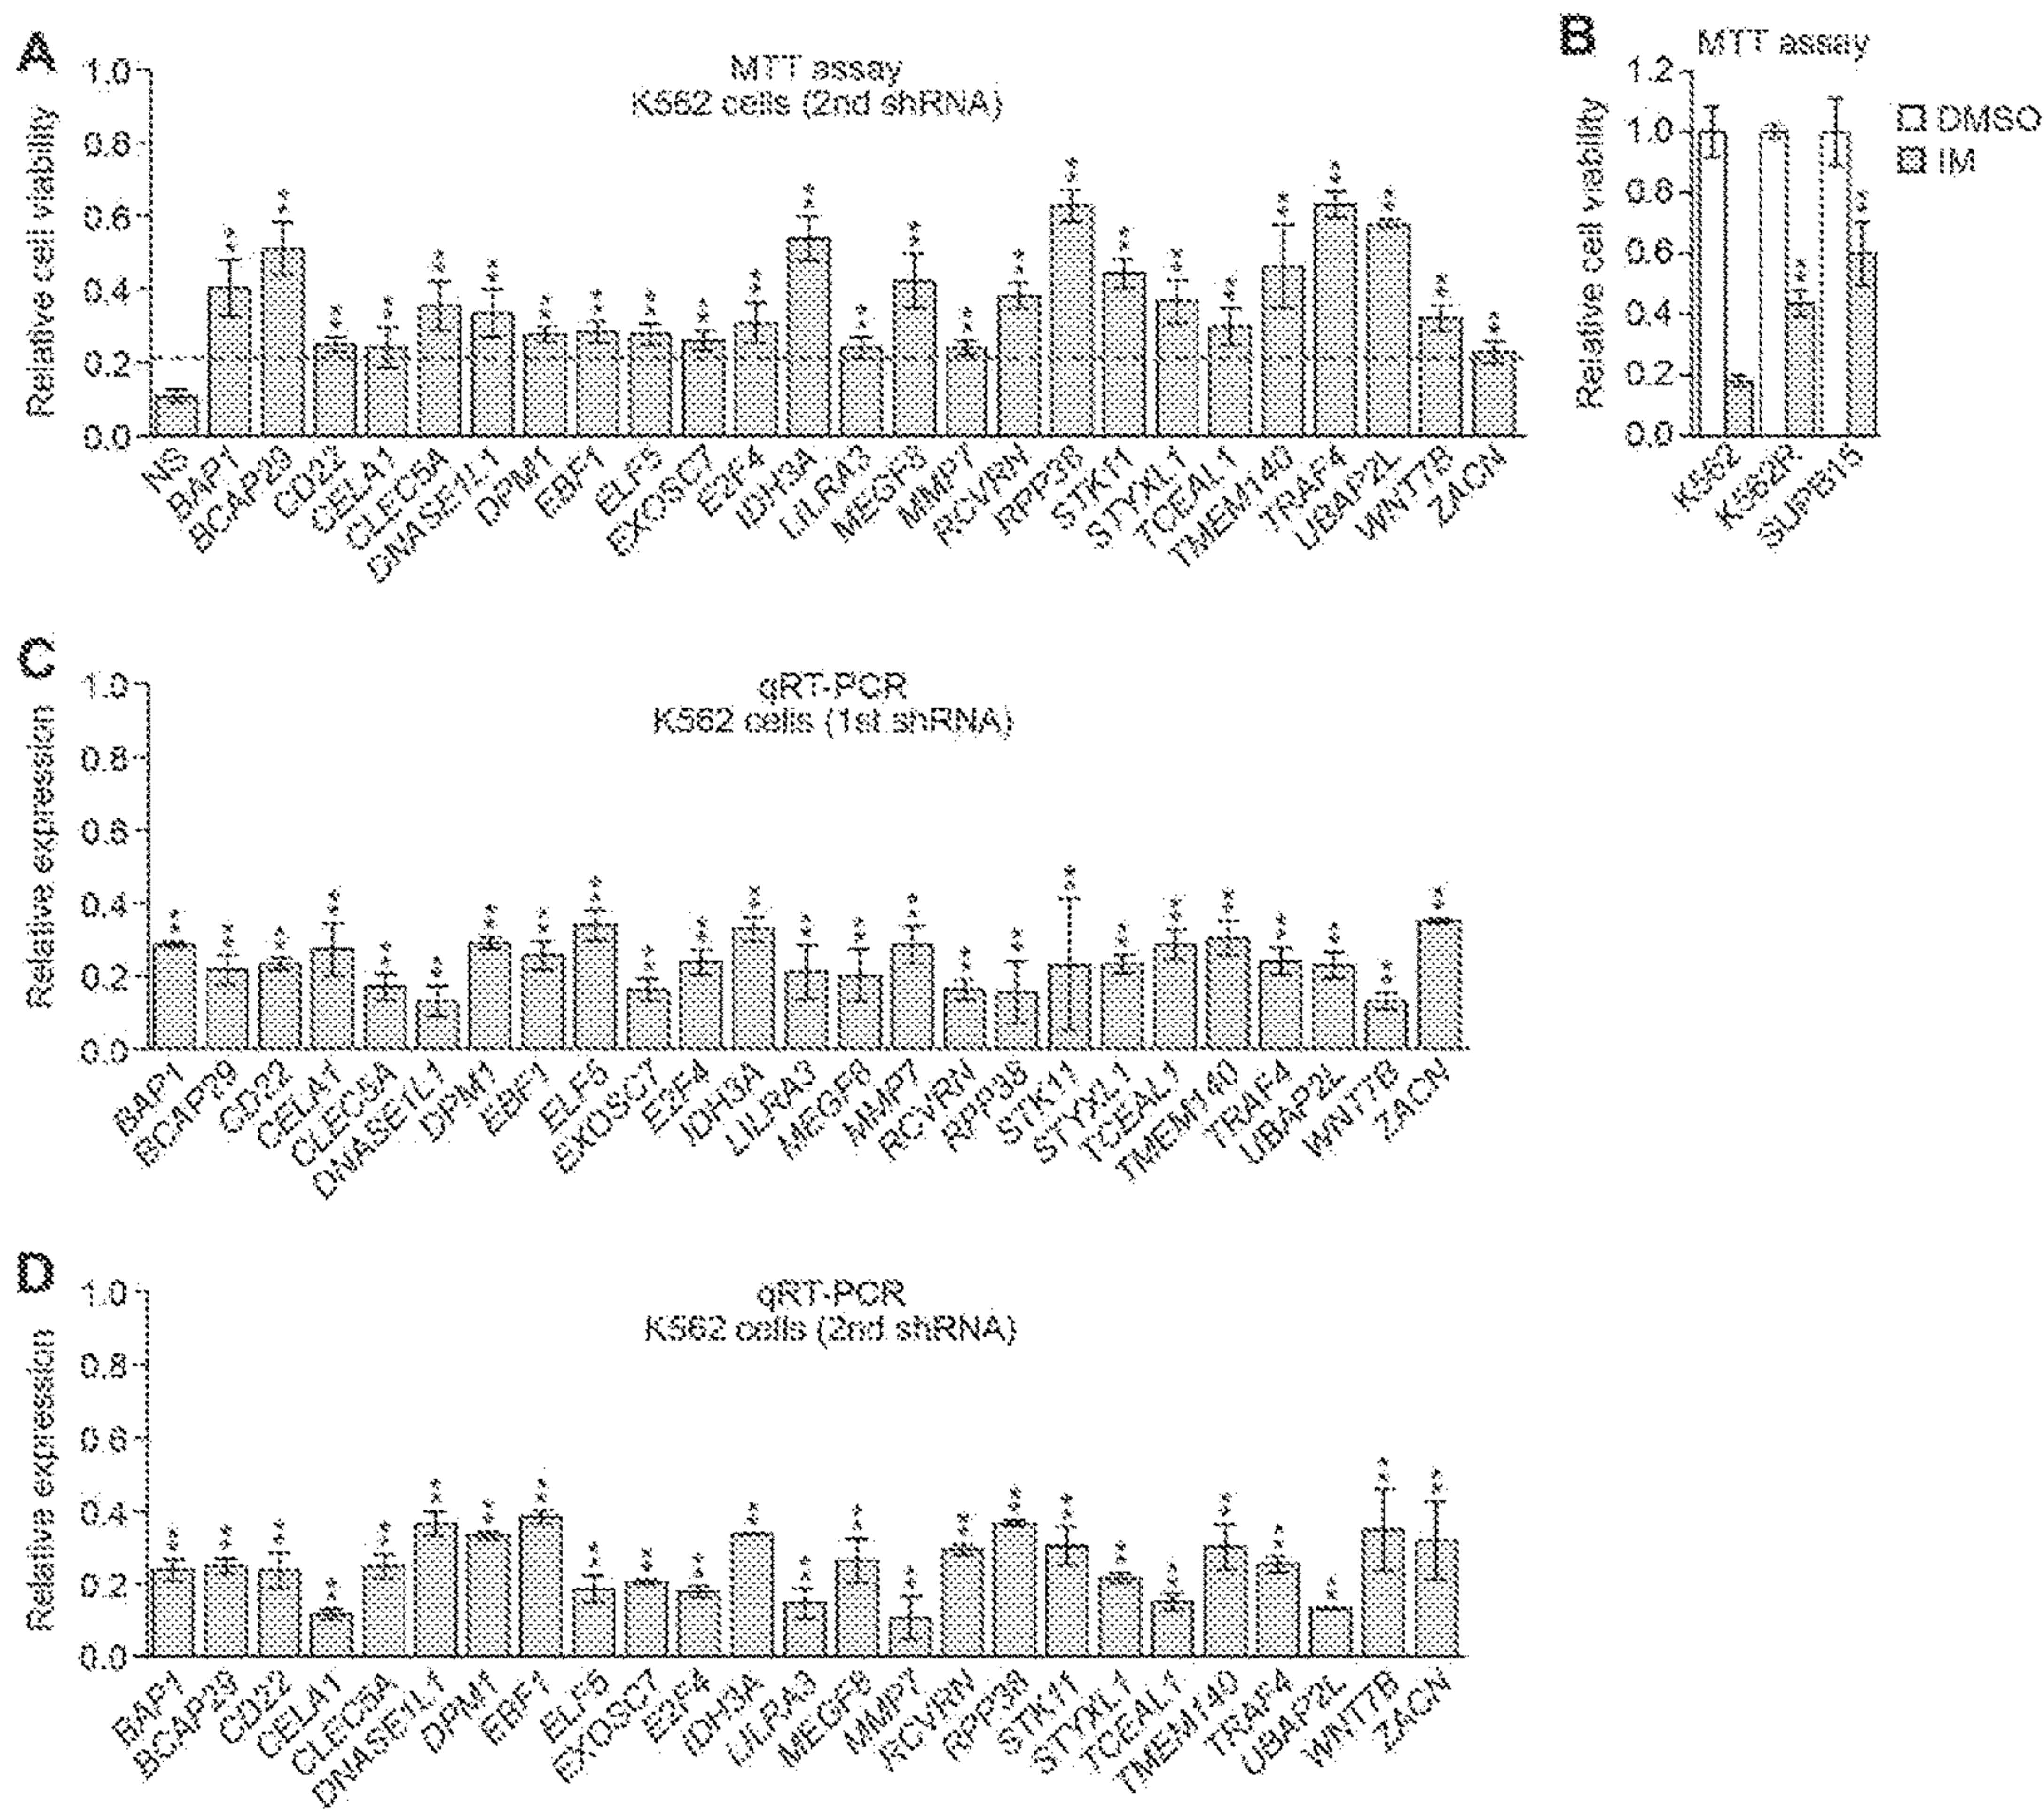 A
MTT assay
K562 cells (2nd shRNA)
Relative cell viability
1.0
0.8
0.6
0.4
0.2
0.0
NS
BAP1
BCAP29
CD22
CELA1
CLEC5A
DNASE1L1
DPM1
EBF1
ELF5
EXOSC7
E2F4
IDH3A
LILRA3
MEGF8
MMP7
RCVRN
RPP38
STK11
STYXL1
TCEAL1
TMEM140
TRAF4
UBAP2L
WNT7B
ZACN
B
MTT assay
Relative cell viability
1.2
1.0
0.8
0.6
0.4
0.2
0.0
DMSO
IM
K562
K562R
SUPB15
C
qRT-PCR
K562 cells (1st shRNA)
Relative expression
1.0
0.8
0.6
0.4
0.2
0.0
BAP1
BCAP29
CD22
CELA1
CLEC5A
DNASE1L1
DPM1
EBF1
ELF5
EXOSC7
E2F4
IDH3A
LILRA3
MEGF8
MMP7
RCVRN
RPP38
STK11
STYXL1
TCEAL1
TMEM140
TRAF4
UBAP2L
WNT7B
ZACN
D
qRT-PCR
K562 cells (2nd shRNA)
Relative expression
1.0
0.8
0.6
0.4
0.2
0.0
BAP1
BCAP29
CD22
CELA1
CLEC5A
DNASE1L1
DPM1
EBF1
ELF5
EXOSC7
E2F4
IDH3A
LILRA3
MEGF8
MMP7
RCVRN
RPP38
STK11
STYXL1
TCEAL1
TMEM140
TRAF4
UBAP2L
WNT7B
ZACN